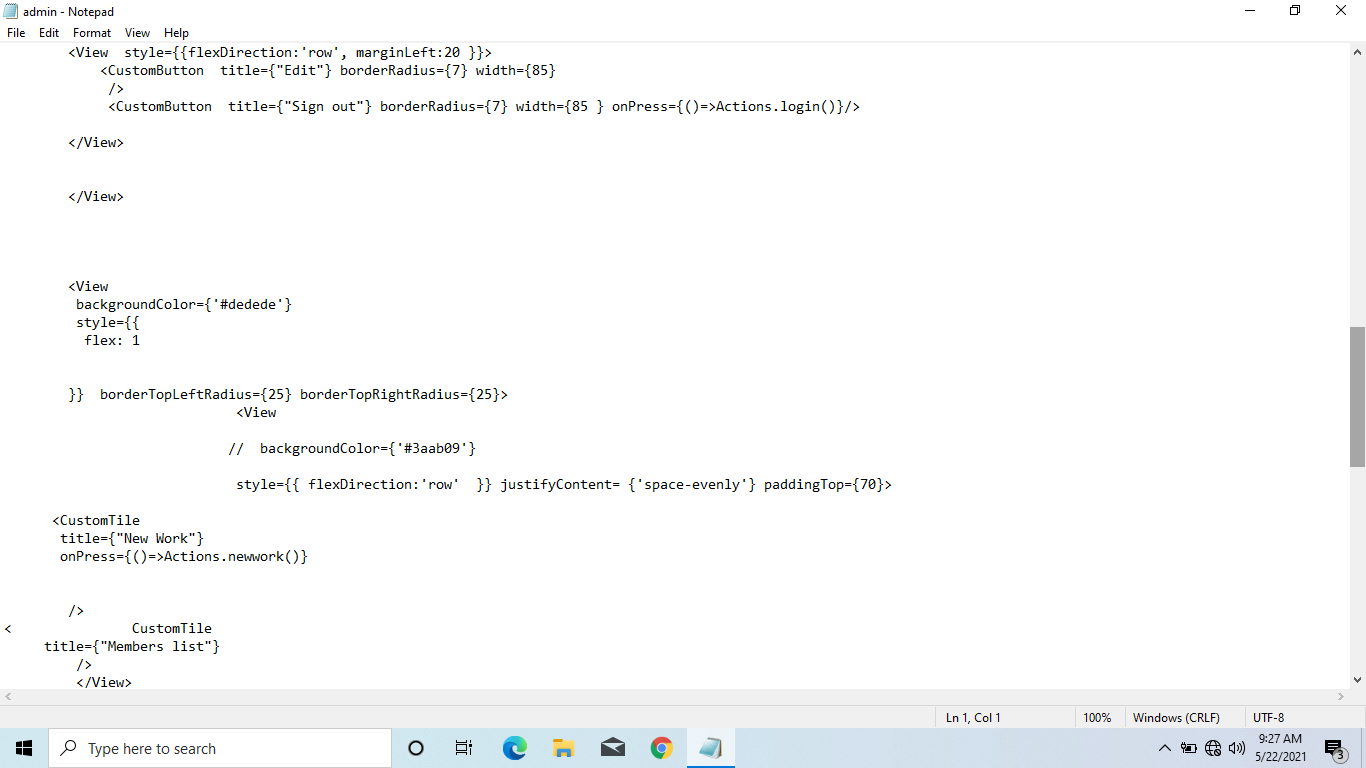 admin - Notepad
File Edit Format View Help
<View  style={{flexDirection:'row', marginLeft:20 }}>
<CustomButton  title={"Edit"} borderRadius={7} width={85}
/>
<CustomButton  title={"Sign out"} borderRadius={7} width={85 } onPress={()=>Actions.login()}/>
</View>
</View>
<View
backgroundColor={'#dedede'}
style={{
flex: 1
}}  borderTopLeftRadius={25} borderTopRightRadius={25}>
<View
//  backgroundColor={'#3aab09'}
style={{ flexDirection:'row'  }} justifyContent= {'space-evenly'} paddingTop={70}>
<CustomTile
title={"New Work"}
onPress={()=>Actions.newwork()}
/>
<               CustomTile
title={"Members list"}
/>
</View>
Ln 1, Col 1 100% Windows (CRLF) UTF-8
Type here to search
9:27 AM
5/22/2021
3